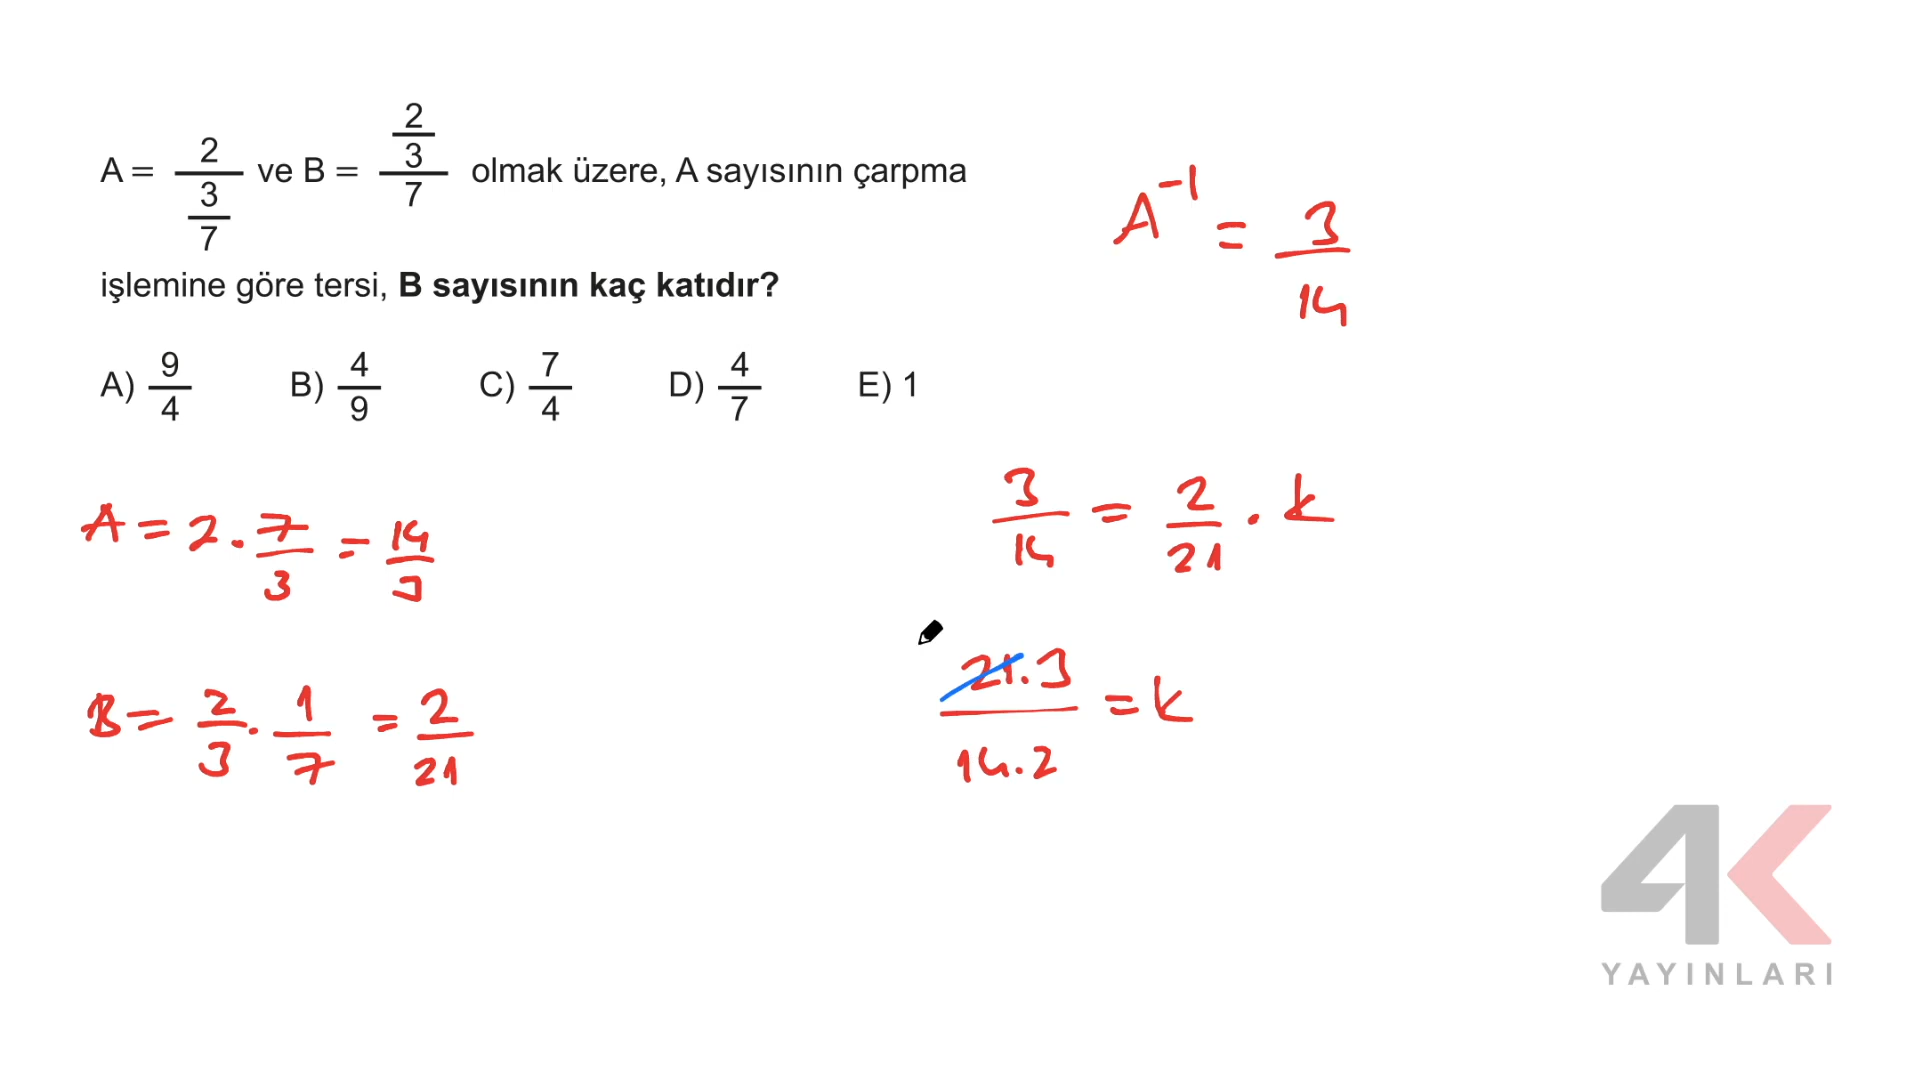 A = 2 / (3/7) ve B = (2/3) / 7 olmak üzere, A sayısının çarpma
işlemine göre tersi, B sayısının kaç katıdır?
A) 9/4 B) 4/9 C) 7/4 D) 4/7 E) 1
A⁻¹ = 3/14
A = 2 . 7/3 = 14/3
B = 2/3 . 1/7 = 2/21
3/14 = 2/21 . k
21.3 / 14.2 = k
4K
YAYINLARI